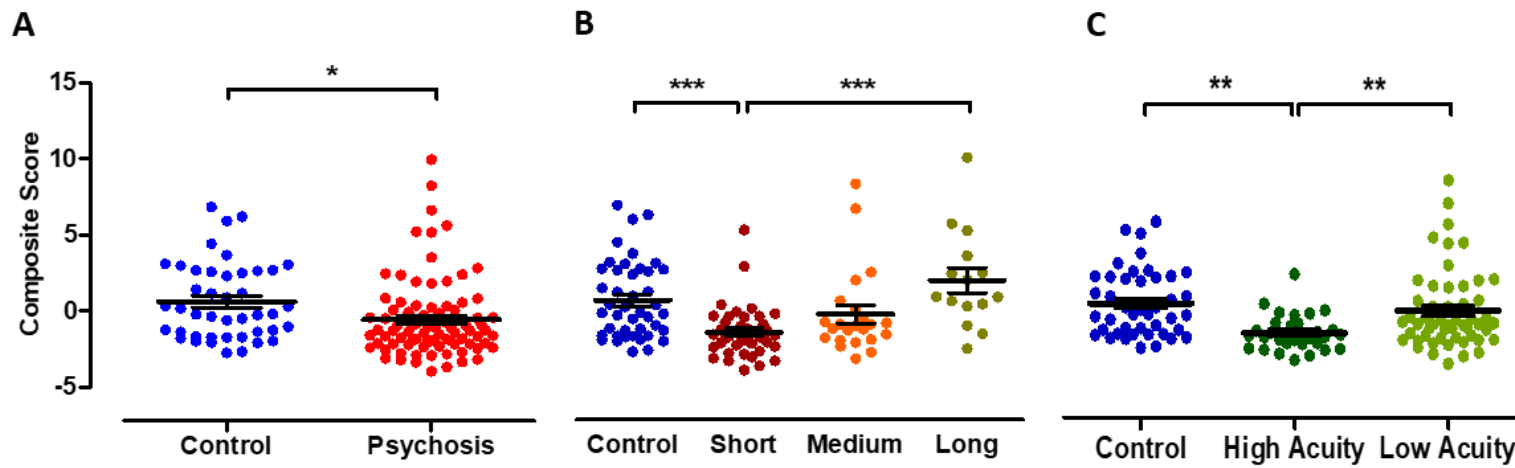 A
B
C
*
***
***
**
**
15
10
5
0
-5
Composite Score
Control
Psychosis
Control
Short
Medium
Long
Control
High Acuity
Low Acuity